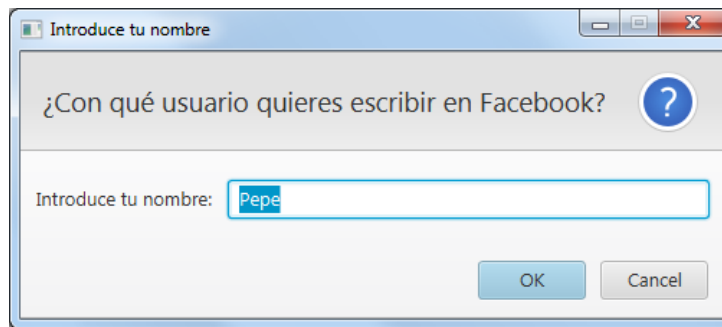 Introduce tu nombre
¿Con qué usuario quieres escribir en Facebook?
?
Introduce tu nombre: Pepe
OK Cancel